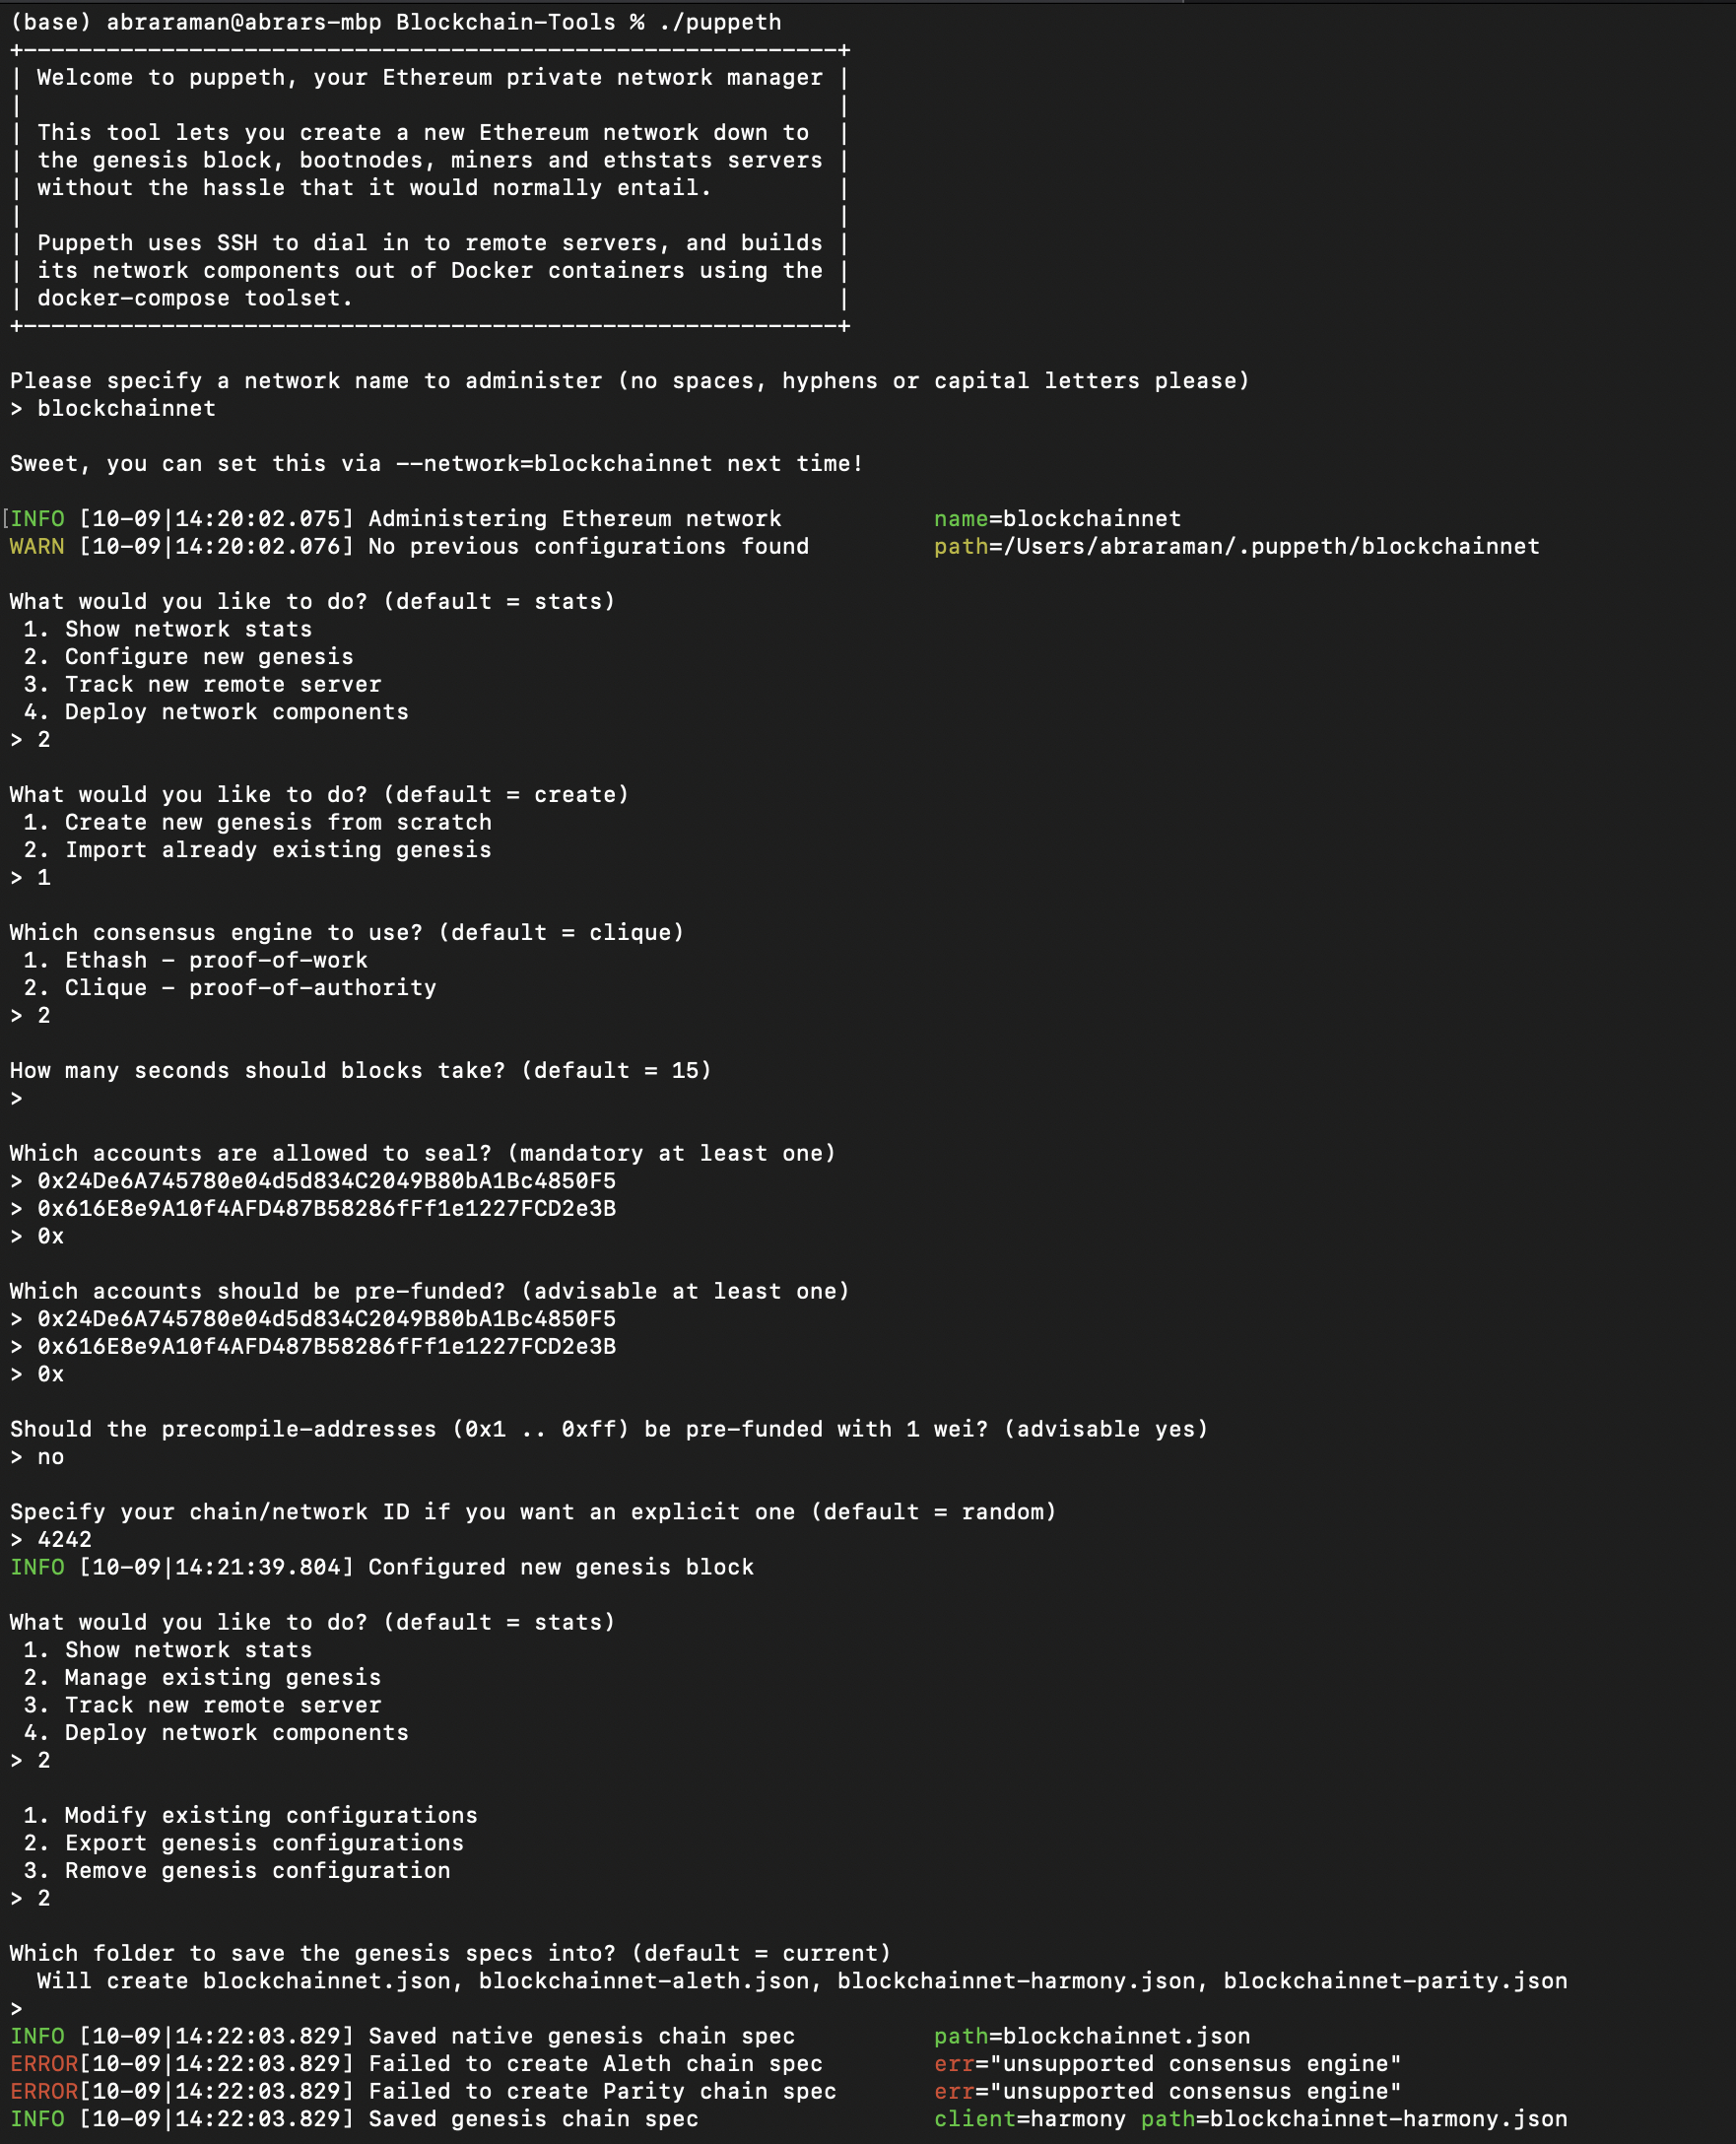 (base) abraraman@abrars-mbp Blockchain-Tools % ./puppeth
+-----------------------------------------------------------+
| Welcome to puppeth, your Ethereum private network manager |
|                                                           |
| This tool lets you create a new Ethereum network down to  |
| the genesis block, bootnodes, miners and ethstats servers |
| without the hassle that it would normally entail.         |
|                                                           |
| Puppeth uses SSH to dial in to remote servers, and builds |
| its network components out of Docker containers using the |
| docker-compose toolset.                                   |
+-----------------------------------------------------------+
Please specify a network name to administer (no spaces, hyphens or capital letters please)
> blockchainnet
Sweet, you can set this via --network=blockchainnet next time!
[INFO [10-09|14:20:02.075] Administering Ethereum network           name=blockchainnet
WARN [10-09|14:20:02.076] No previous configurations found         path=/Users/abraraman/.puppeth/blockchainnet
What would you like to do? (default = stats)
 1. Show network stats
 2. Configure new genesis
 3. Track new remote server
 4. Deploy network components
> 2
What would you like to do? (default = create)
 1. Create new genesis from scratch
 2. Import already existing genesis
> 1
Which consensus engine to use? (default = clique)
 1. Ethash - proof-of-work
 2. Clique - proof-of-authority
> 2
How many seconds should blocks take? (default = 15)
>
Which accounts are allowed to seal? (mandatory at least one)
> 0x24De6A745780e04d5d834C2049B80bA1Bc4850F5
> 0x616E8e9A10f4AFD487B58286fFf1e1227FCD2e3B
> 0x
Which accounts should be pre-funded? (advisable at least one)
> 0x24De6A745780e04d5d834C2049B80bA1Bc4850F5
> 0x616E8e9A10f4AFD487B58286fFf1e1227FCD2e3B
> 0x
Should the precompile-addresses (0x1 .. 0xff) be pre-funded with 1 wei? (advisable yes)
> no
Specify your chain/network ID if you want an explicit one (default = random)
> 4242
INFO [10-09|14:21:39.804] Configured new genesis block
What would you like to do? (default = stats)
 1. Show network stats
 2. Manage existing genesis
 3. Track new remote server
 4. Deploy network components
> 2
 1. Modify existing configurations
 2. Export genesis configurations
 3. Remove genesis configuration
> 2
Which folder to save the genesis specs into? (default = current)
  Will create blockchainnet.json, blockchainnet-aleth.json, blockchainnet-harmony.json, blockchainnet-parity.json
>
INFO [10-09|14:22:03.829] Saved native genesis chain spec          path=blockchainnet.json
ERROR[10-09|14:22:03.829] Failed to create Aleth chain spec        err="unsupported consensus engine"
ERROR[10-09|14:22:03.829] Failed to create Parity chain spec       err="unsupported consensus engine"
INFO [10-09|14:22:03.829] Saved genesis chain spec                 client=harmony path=blockchainnet-harmony.json